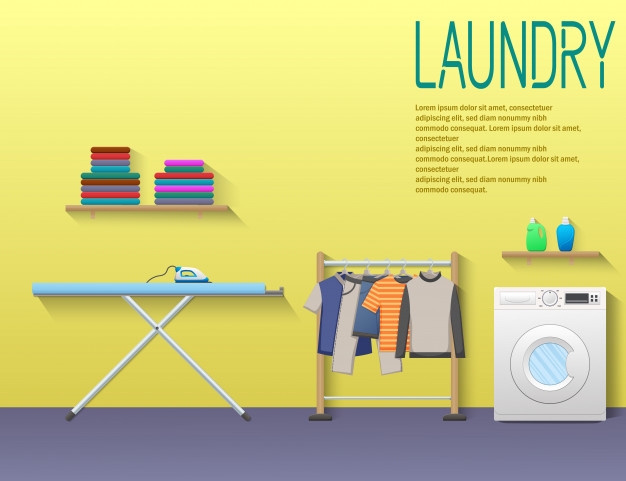 LAUNDRY
Lorem ipsum dolor sit amet, consectetuer
adipiscing elit, sed diam nonummy nibh
commodo consequat. Lorem ipsum dolor sit amet,
consectetuer
adipiscing elit, sed diam nonummy nibh
commodo consequat.Lorem ipsum dolor sit amet,
consectetuer
adipiscing elit, sed diam nonummy nibh
commodo consequat.